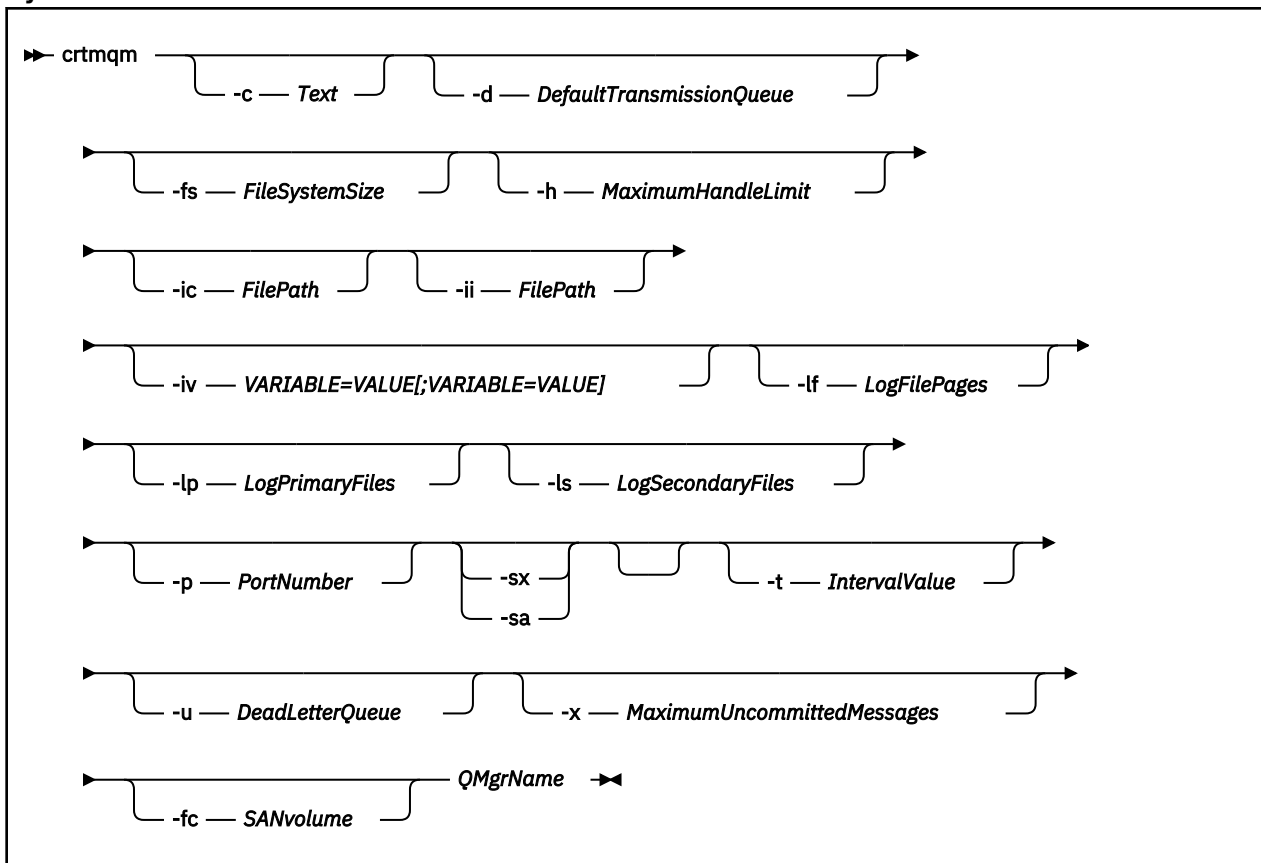 crtmqm
-c Text -d DefaultTransmissionQueue
-fs FileSystemSize -h MaximumHandleLimit
-ic FilePath -ii FilePath
-iv VARIABLE=VALUE[;VARIABLE=VALUE] -lf LogFilePages
-lp LogPrimaryFiles -ls LogSecondaryFiles
-p PortNumber -sx -t IntervalValue
-sa
-u DeadLetterQueue -x MaximumUncommittedMessages
QMgrName
-fc SANvolume